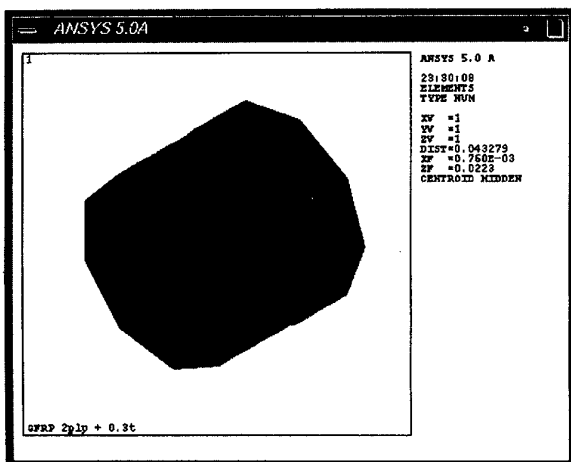 ANSYS 5.0A
1
ANSYS 5.0 A
23:30:08
ELEMENTS
TYPE NUM
XV =1
YV =1
ZV =1
DIST=0.043279
XF =0.760E-03
ZF =0.0223
CENTROID HIDDEN
GFRP 2plp + 0.3t